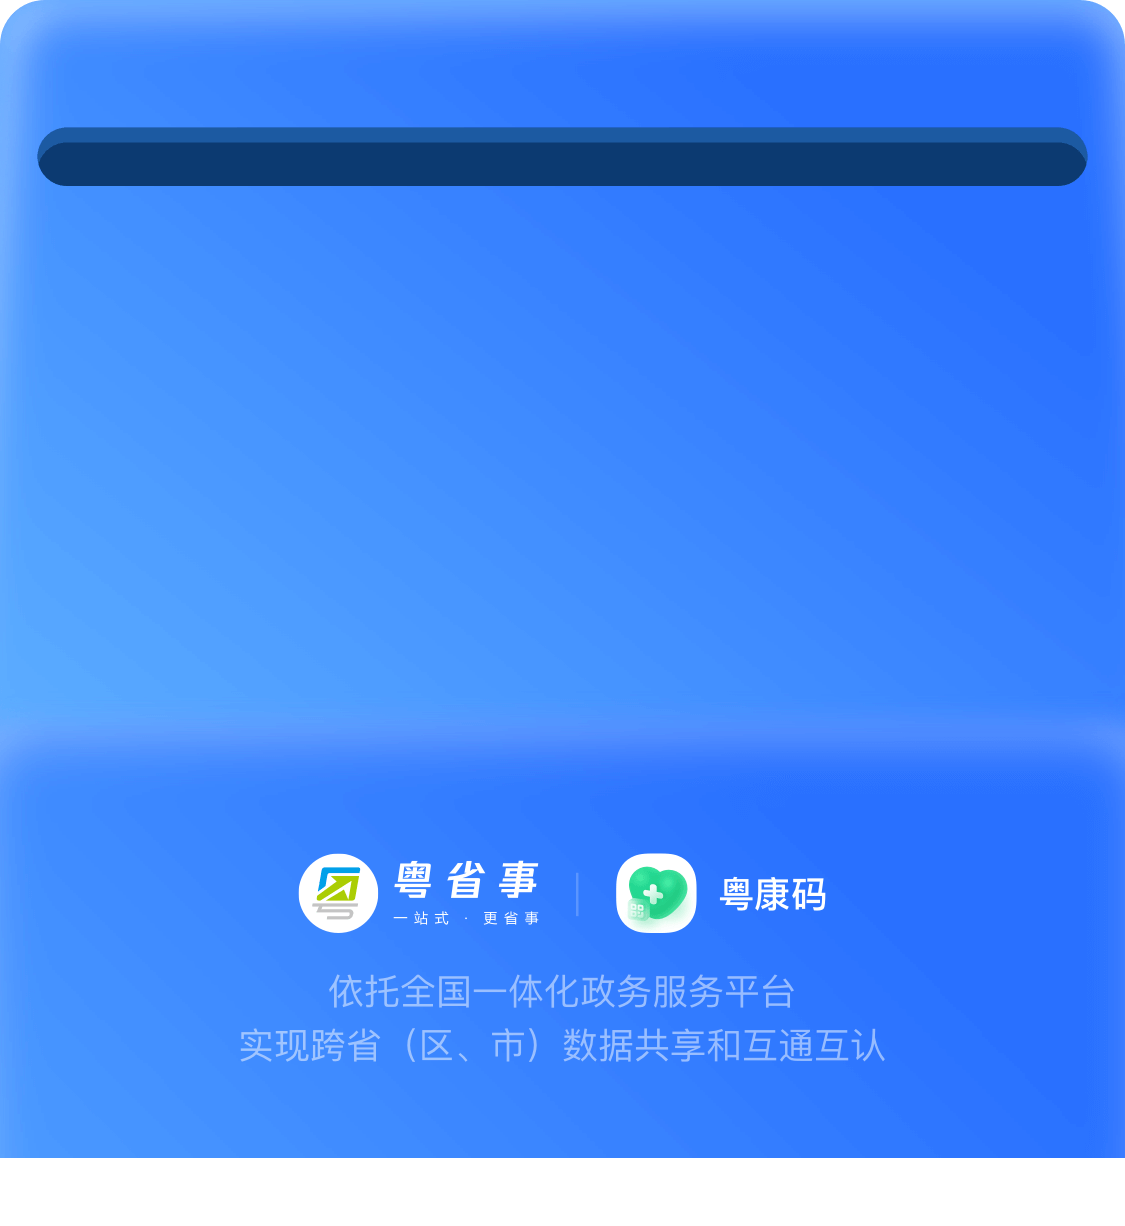 粤省事
一站式 · 更省事
粤康码
依托全国一体化政务服务平台
实现跨省（区、市）数据共享和互通互认